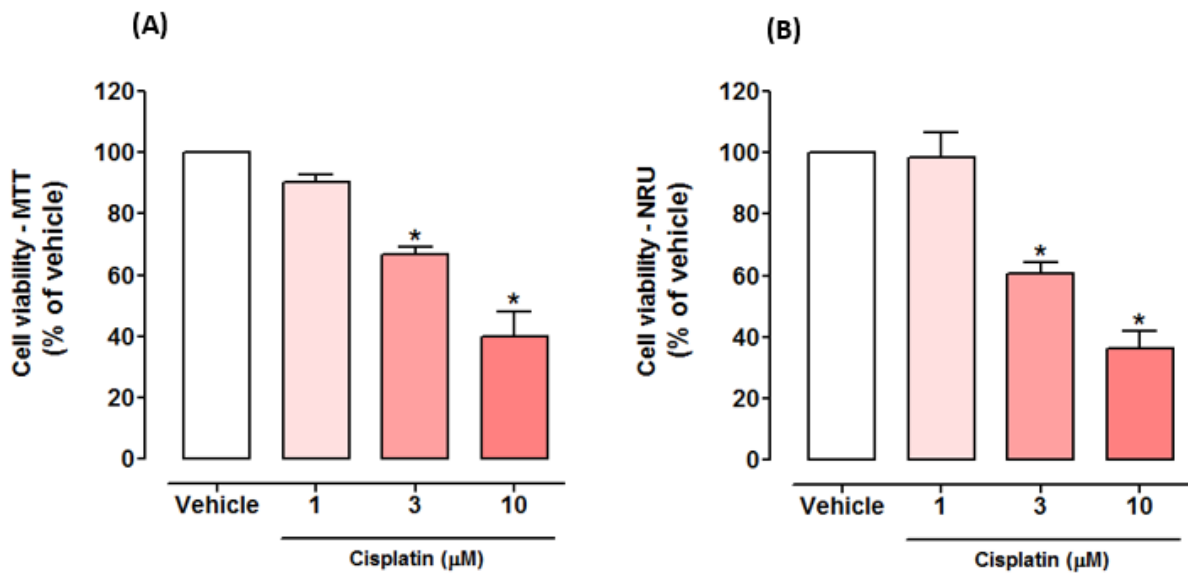 (A)
Cell viability - MTT
(% of vehicle)
120
100
80
60
40
20
0
*
*
Vehicle 1 3 10
Cisplatin (μM)
(B)
Cell viability - NRU
(% of vehicle)
120
100
80
60
40
20
0
*
*
Vehicle 1 3 10
Cisplatin (μM)